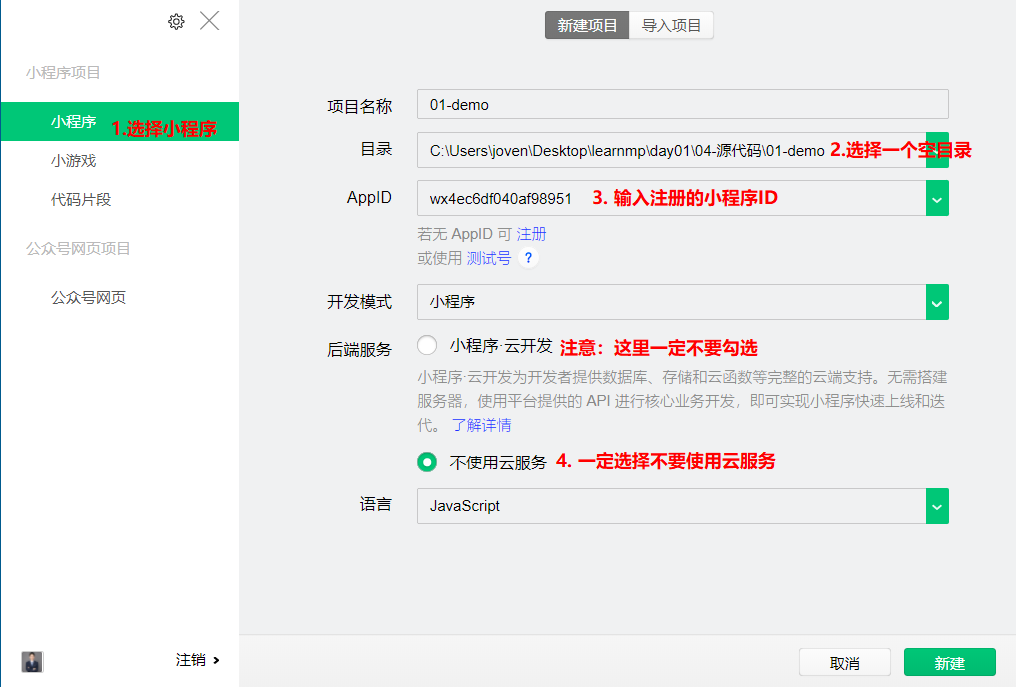 新建项目 导入项目
小程序项目
小程序 1.选择小程序
小游戏
代码片段
公众号网页项目
公众号网页
注销
项目名称 01-demo
目录 C:\Users\joven\Desktop\learnmp\day01\04-源代码\01-demo 2.选择一个空目录
AppID wx4ec6df040af98951 3. 输入注册的小程序ID
若无 AppID 可 注册
或使用 测试号 ?
开发模式 小程序
后端服务 小程序·云开发 注意：这里一定不要勾选
小程序·云开发为开发者提供数据库、存储和云函数等完整的云端支持。无需搭建
服务器，使用平台提供的 API 进行核心业务开发，即可实现小程序快速上线和迭
代。 了解详情
不使用云服务 4. 一定选择不要使用云服务
语言 JavaScript
取消 新建